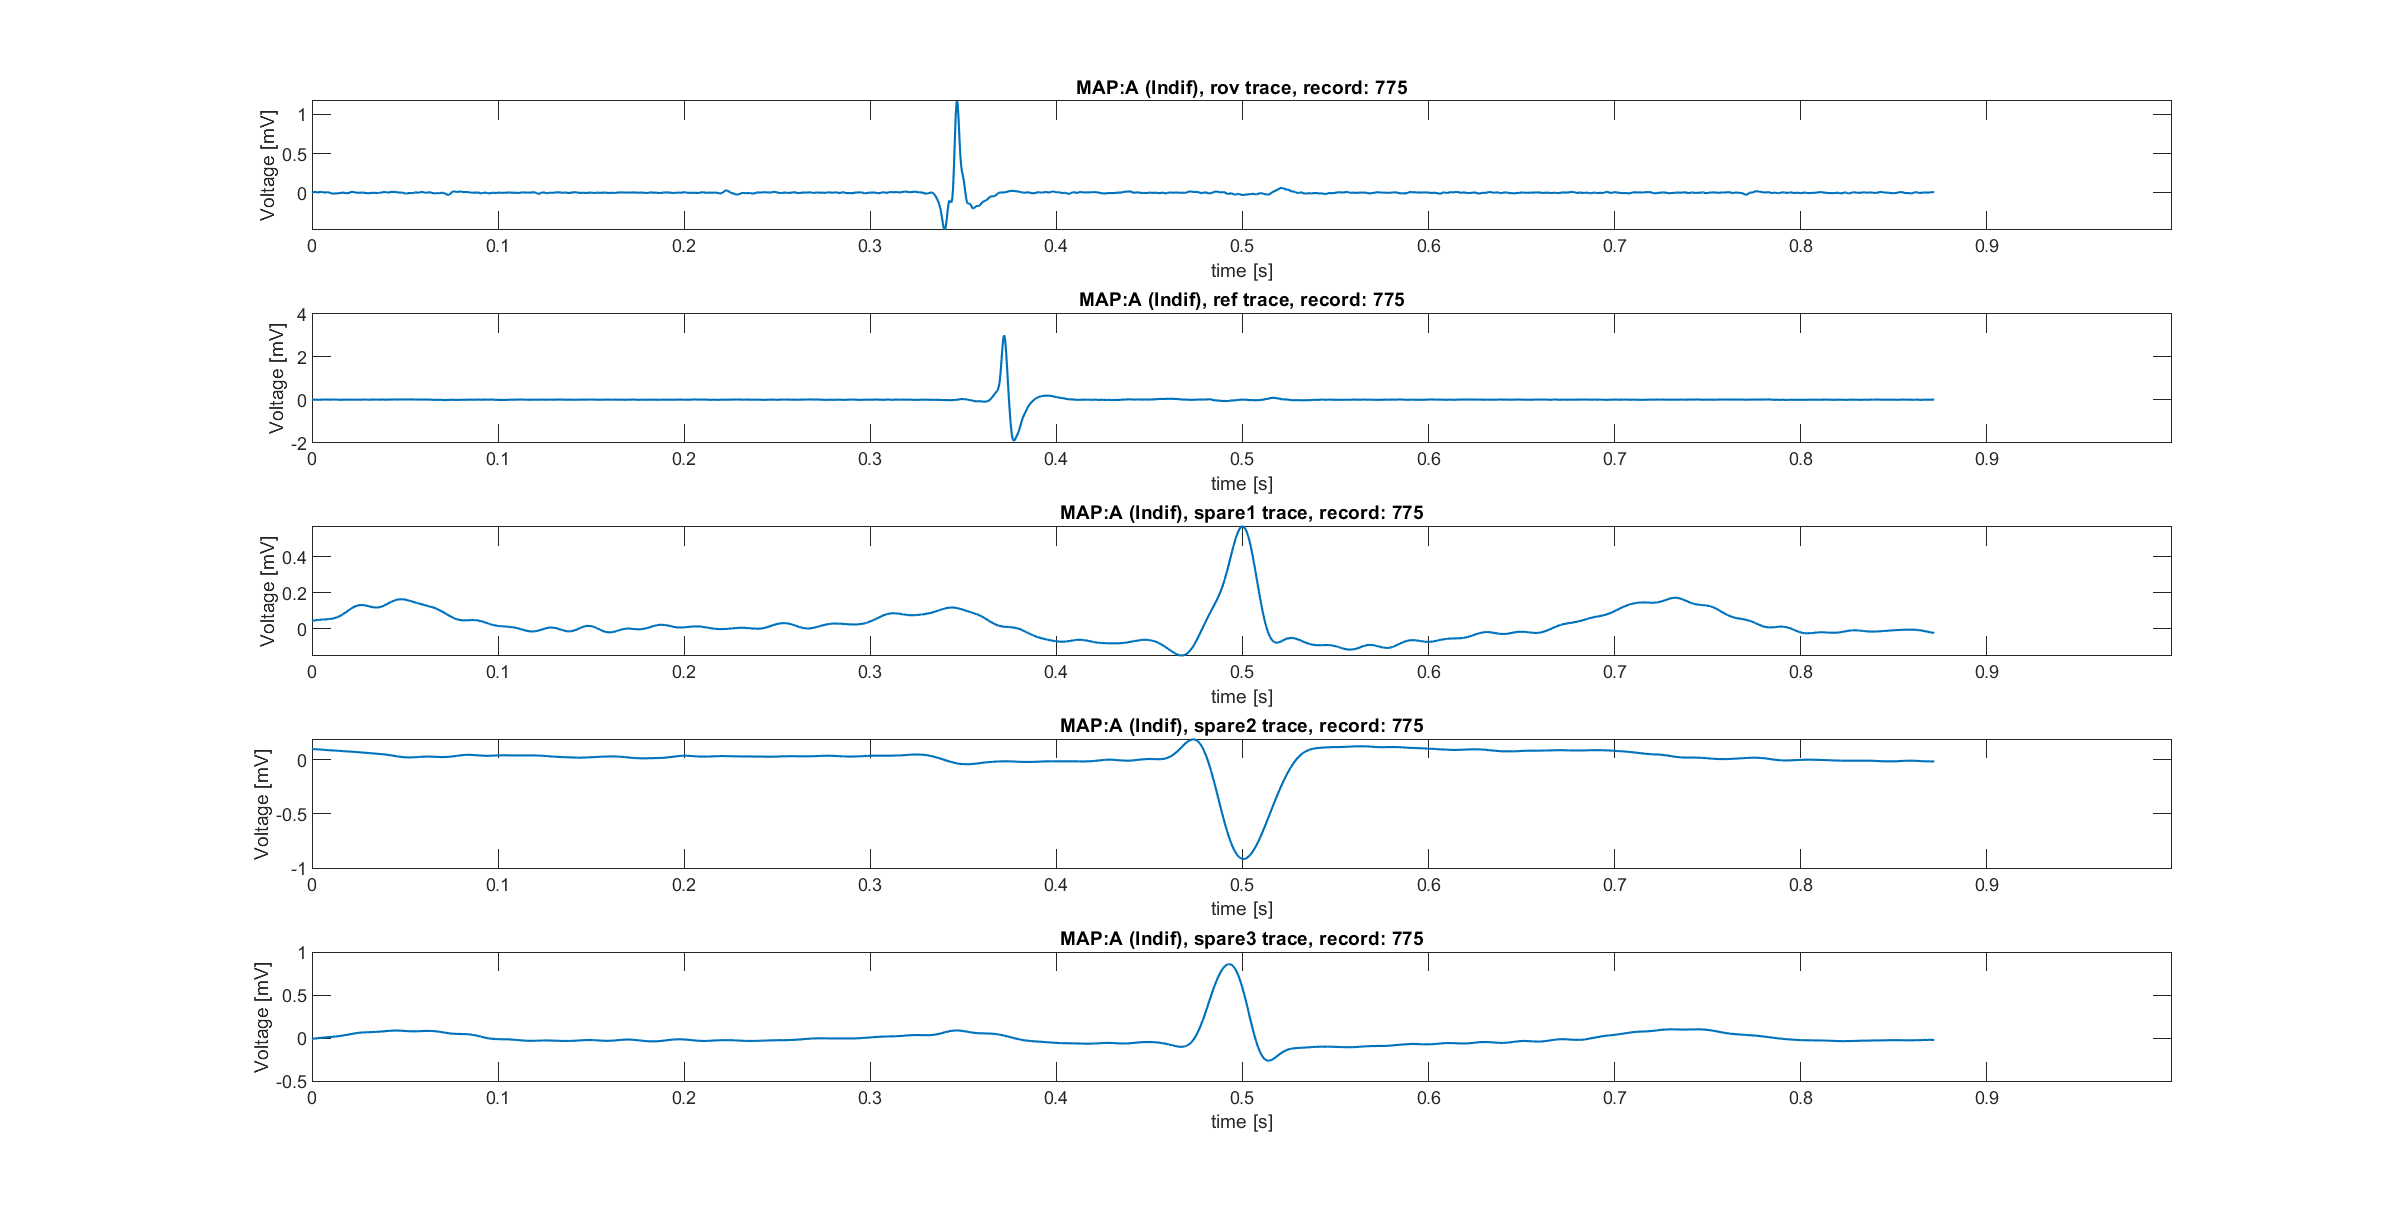 MAP:A (Indif), rov trace, record: 775
Voltage [mV]
1
0.5
0
0 0.1 0.2 0.3 0.4 0.5 0.6 0.7 0.8 0.9
time [s]
MAP:A (Indif), ref trace, record: 775
Voltage [mV]
4
2
0
-2
0 0.1 0.2 0.3 0.4 0.5 0.6 0.7 0.8 0.9
time [s]
MAP:A (Indif), spare1 trace, record: 775
Voltage [mV]
0.4
0.2
0
0 0.1 0.2 0.3 0.4 0.5 0.6 0.7 0.8 0.9
time [s]
MAP:A (Indif), spare2 trace, record: 775
Voltage [mV]
0
-0.5
-1
0 0.1 0.2 0.3 0.4 0.5 0.6 0.7 0.8 0.9
time [s]
MAP:A (Indif), spare3 trace, record: 775
Voltage [mV]
1
0.5
0
-0.5
0 0.1 0.2 0.3 0.4 0.5 0.6 0.7 0.8 0.9
time [s]